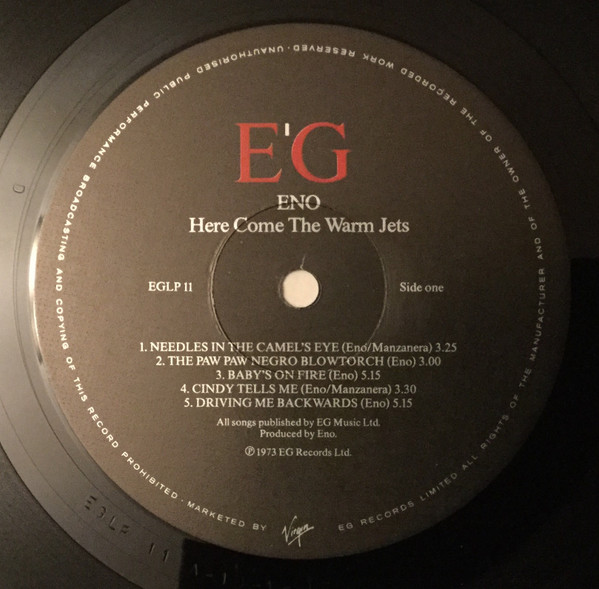 E'G
ENO
Here Come The Warm Jets
EGLP 11
Side one
1. NEEDLES IN THE CAMEL'S EYE (Eno/Manzanera) 3.25
2. THE PAW PAW NEGRO BLOWTORCH (Eno) 3.00
3. BABY'S ON FIRE (Eno) 5.15
4. CINDY TELLS ME (Eno/Manzanera) 3.30
5. DRIVING ME BACKWARDS (Eno) 5.15
All songs published by EG Music Ltd.
Produced by Eno.
℗ 1973 EG Records Ltd.
MARKETED BY Virgin EG RECORDS LIMITED ALL RIGHTS OF THE MANUFACTURER AND OF THE OWNER OF THE RECORDED WORK RESERVED · UNAUTHORISED PUBLIC PERFORMANCE BROADCASTING AND COPYING OF THIS RECORD PROHIBITED ·
EGLP 11 A-1